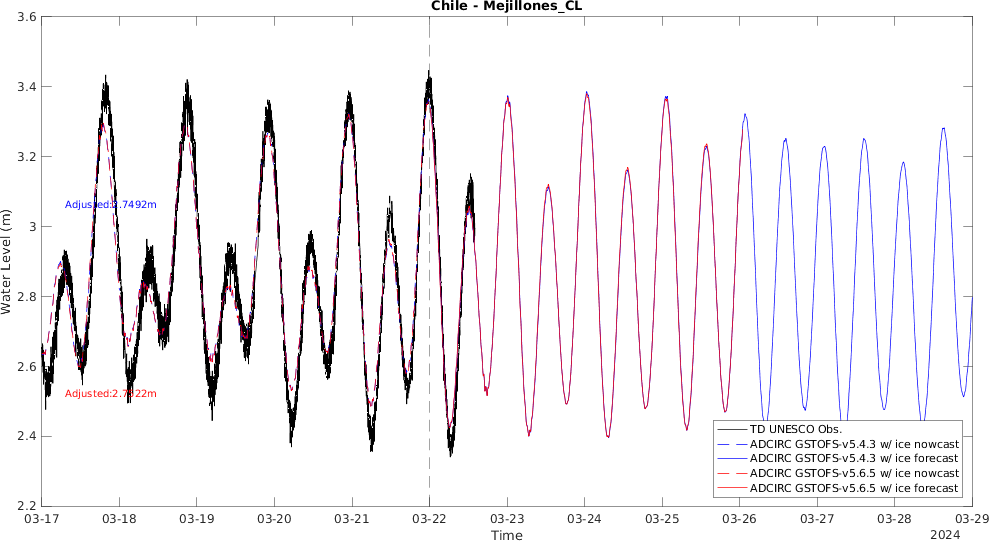 Chile - Mejillones_CL
3.6
3.4
3.2
3
2.8
2.6
2.4
2.2
Water Level (m)
Adjusted:2.7492m
Adjusted:2.7922m
TD UNESCO Obs.
ADCIRC GSTOFS-v5.4.3 w/ ice nowcast
ADCIRC GSTOFS-v5.4.3 w/ ice forecast
ADCIRC GSTOFS-v5.6.5 w/ ice nowcast
ADCIRC GSTOFS-v5.6.5 w/ ice forecast
03-17 03-18 03-19 03-20 03-21 03-22 03-23 03-24 03-25 03-26 03-27 03-28 03-29
Time
2024